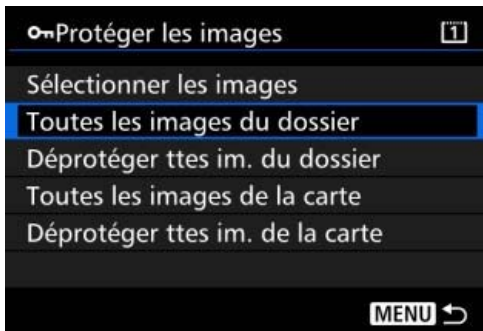 Protéger les images
1
Sélectionner les images
Toutes les images du dossier
Déprotéger ttes im. du dossier
Toutes les images de la carte
Déprotéger ttes im. de la carte
MENU